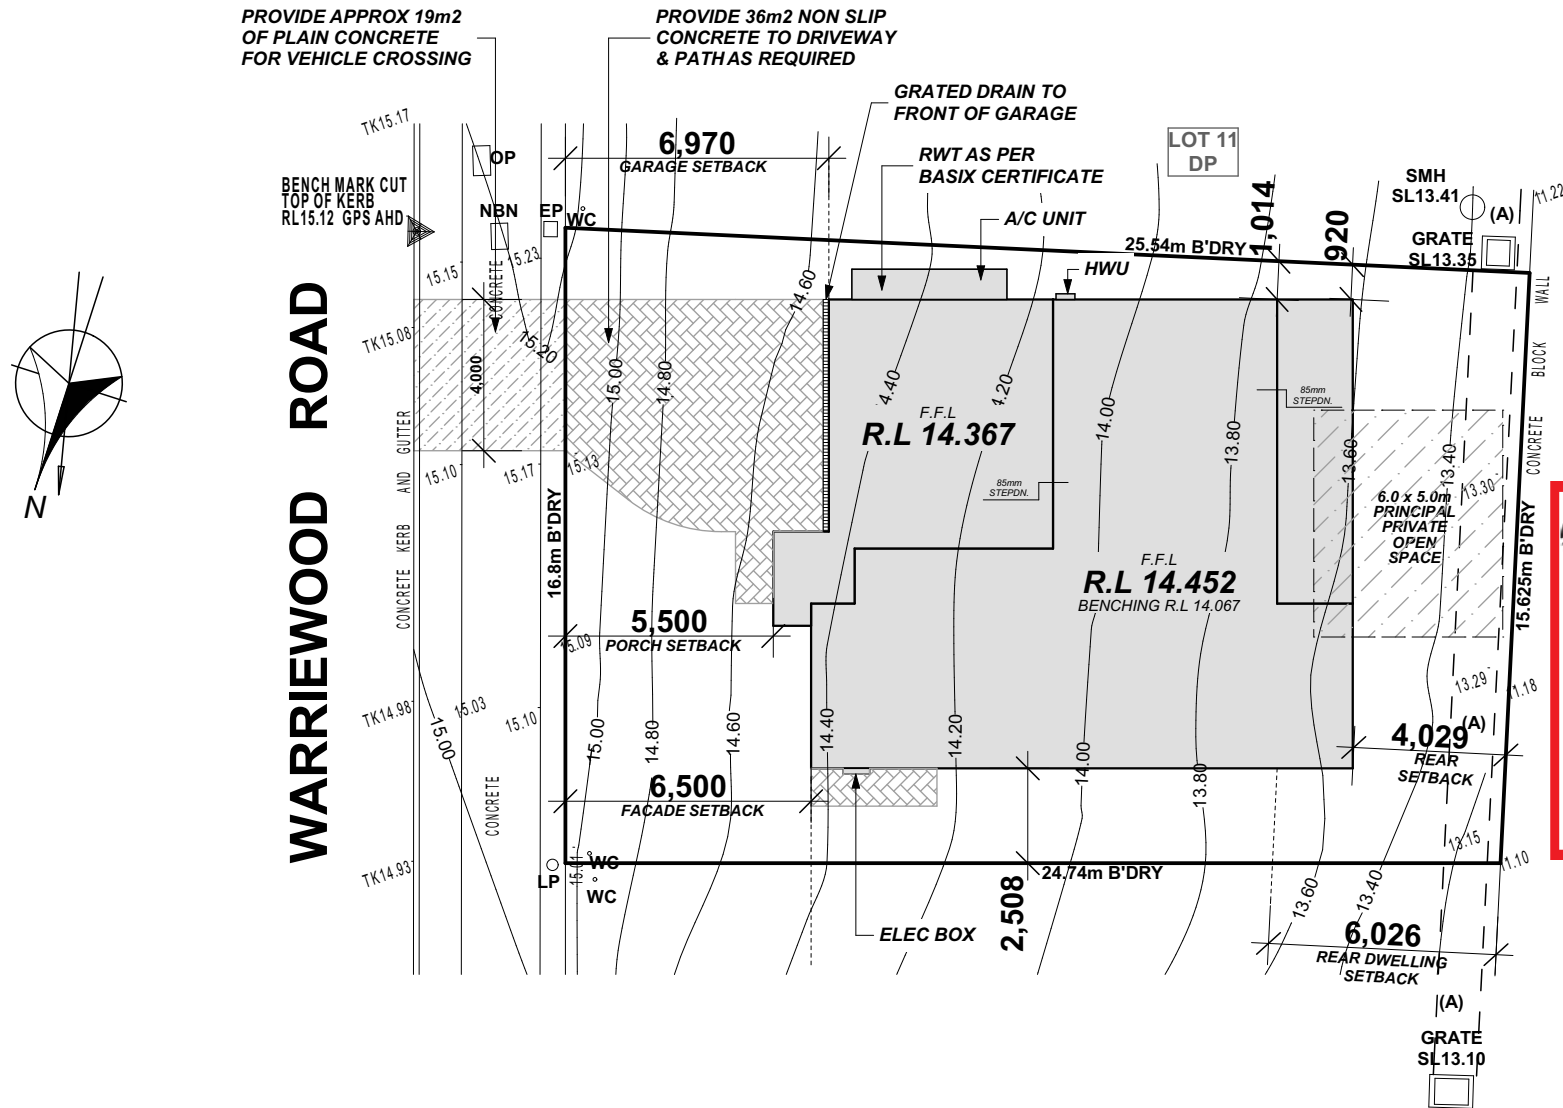 PROVIDE APPROX 19m2
OF PLAIN CONCRETE
FOR VEHICLE CROSSING
PROVIDE 36m2 NON SLIP
CONCRETE TO DRIVEWAY
& PATH AS REQUIRED
GRATED DRAIN TO
FRONT OF GARAGE
RWT AS PER
BASIX CERTIFICATE
A/C UNIT
LOT 11
DP
TK15.17
OP
6,970
GARAGE SETBACK
BENCH MARK CUT
TOP OF KERB
RL15.12 GPS AHD
NBN
EP
WC
SMH
SL13.41
(A)
11.22
GRATE
SL13.35
1,014
920
25.54m B'DRY
HWU
15.15
15.23
CONCRETE
14.60
WALL
BLOCK
CONCRETE
TK15.08
15.20
4,000
15.00
14.80
4.40
4.20
14.00
13.80
13.60
13.40
85mm
STEPDN.
F.F.L
R.L 14.367
WARRIEWOOD ROAD
CONCRETE KERB AND GUTTER
15.10
15.17
15.13
N
16.8m B'DRY
85mm
STEPDN.
13.30
6.0 x 5.0m
PRINCIPAL
PRIVATE
OPEN
SPACE
15.625m B'DRY
F.F.L
R.L 14.452
BENCHING R.L 14.067
5,500
PORCH SETBACK
15.09
13.29
11.18
TK14.98
15.03
15.10
15.00
15.00
14.80
14.60
14.40
14.20
14.00
13.80
(A)
4,029
REAR
SETBACK
6,500
FACADE SETBACK
CONCRETE
13.15
11.10
TK14.93
LP
15.01
WC
WC
24.74m B'DRY
2,508
ELEC BOX
13.60
13.40
6,026
REAR DWELLING
SETBACK
(A)
GRATE
SL13.10